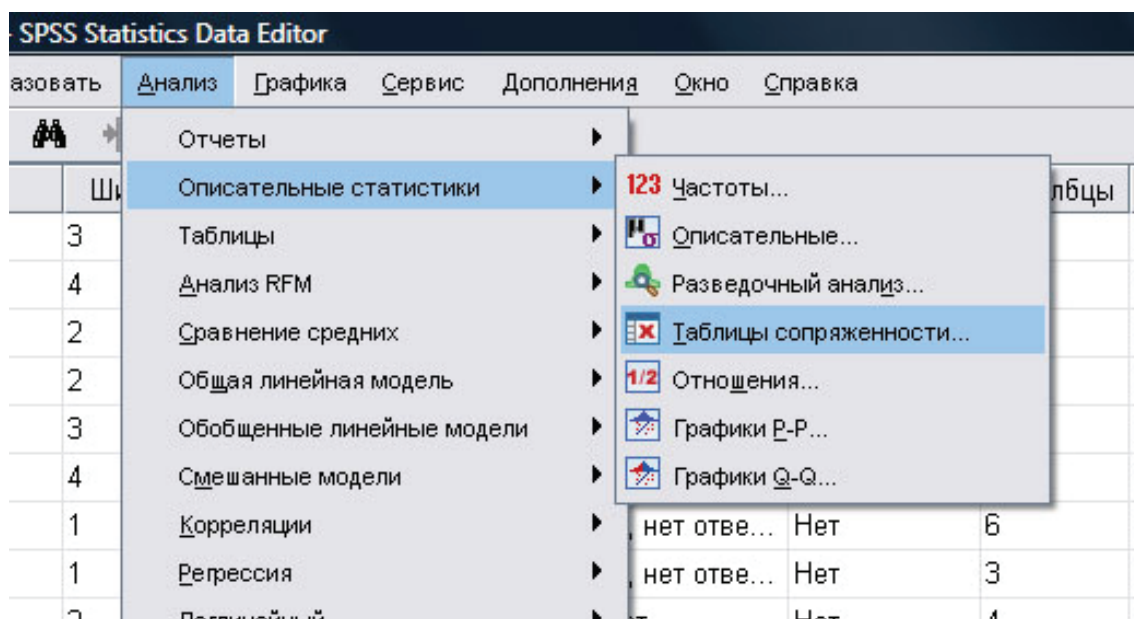 SPSS Statistics Data Editor
азовать Анализ Графика Сервис Дополнения Окно Справка
Отчеты
Описательные статистики
Таблицы
Анализ RFM
Сравнение средних
Общая линейная модель
Обобщенные линейные модели
Смешанные модели
Корреляции
Регрессия
123 Частоты...
μσ Описательные...
Разведочный анализ...
Таблицы сопряженности...
1/2 Отношения...
Графики P-P...
Графики Q-Q...
Ши лбцы
3
4
2
2
3
4
1 , нет отве... Нет 6
1 , нет отве... Нет 3